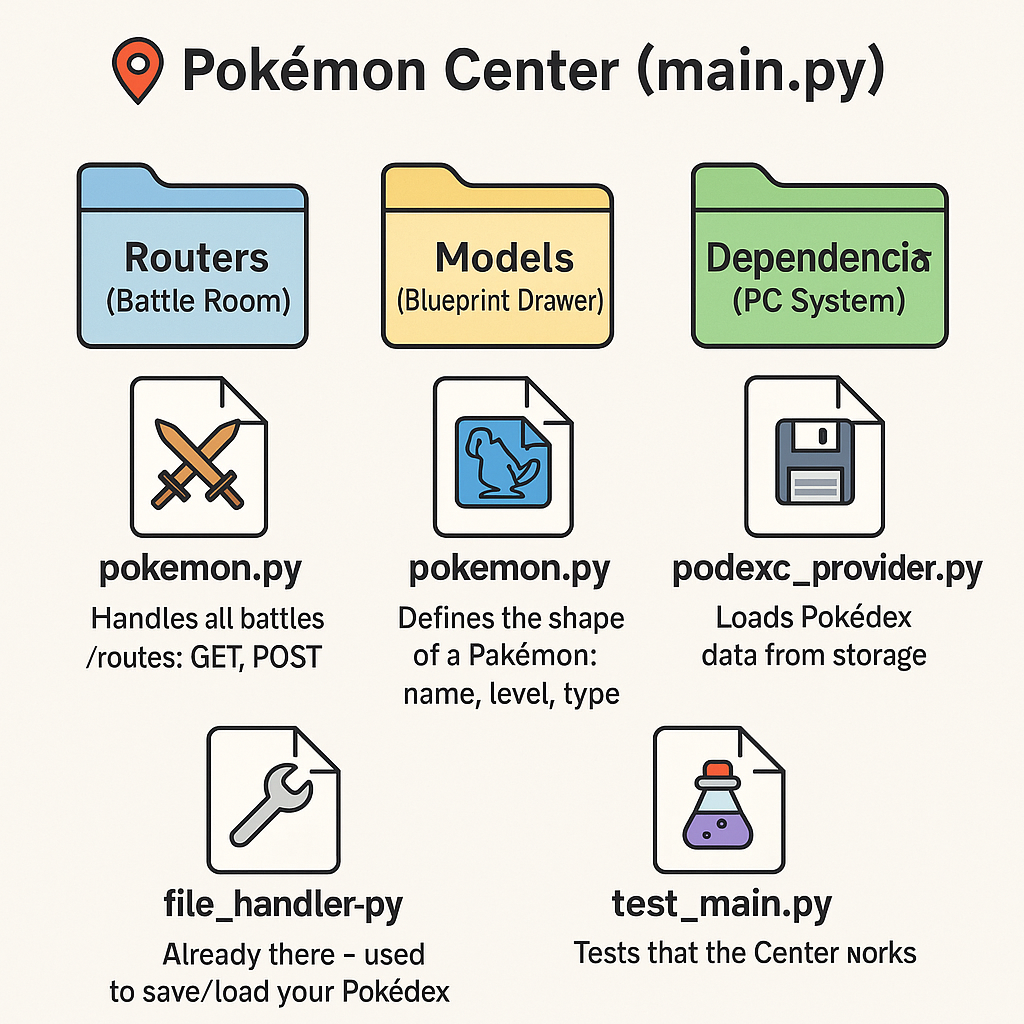 Pokémon Center (main.py)
Routers
(Battle Room)
Models
(Blueprint Drawer)
(PC System)
pokemon.py
Handles all battles
/routes: GET, POST
pokemon.py
Defines the shape
of a Pakémon:
name, level, type
podexc_provider.py
Loads Pokédex
data from storage
file_handler-py
Already there – used
to save/load your Pokédex
test_main.py
Tests that the Center ɴorks